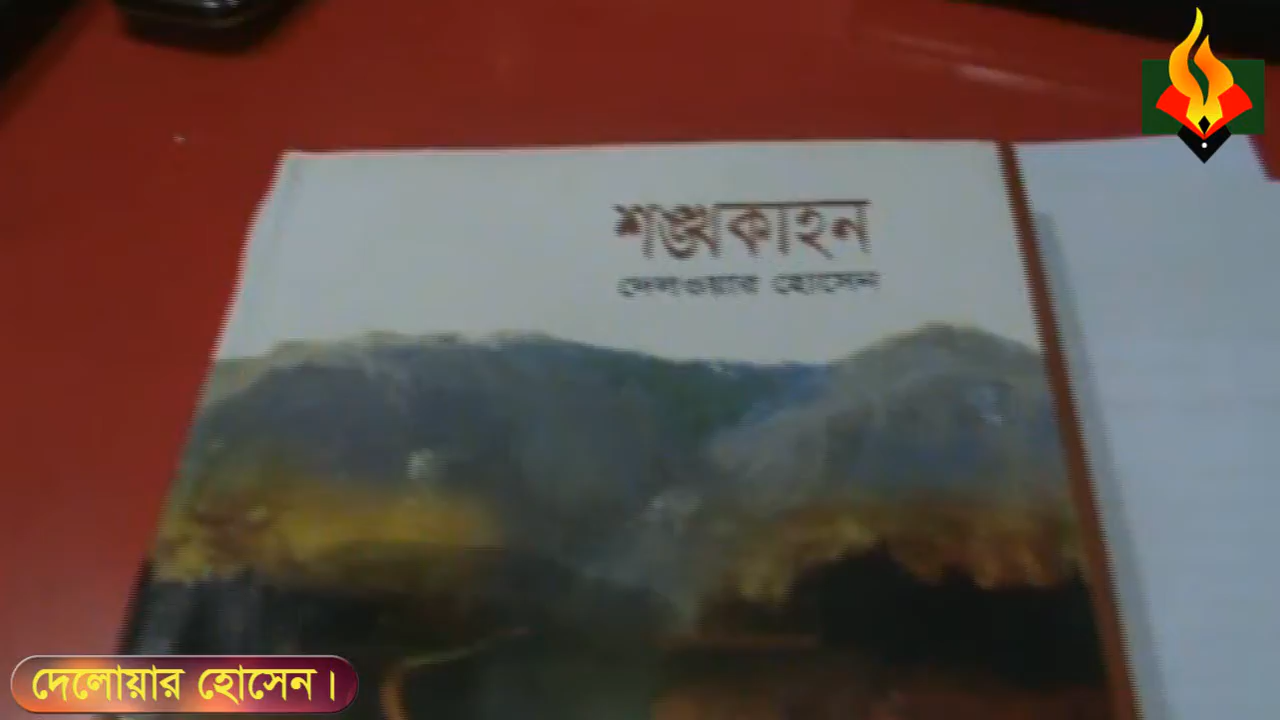 শঙ্খকাহন
দেলওয়ার হোসেন
দেলোয়ার হোসেন।